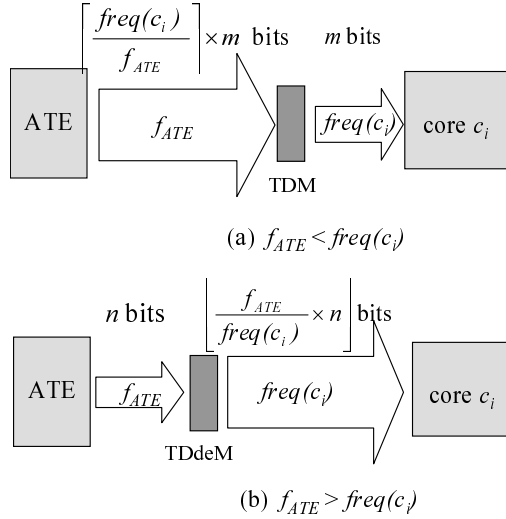 ⌈freq(c_i) / f_ATE⌉ × m bits
m bits
ATE
f_ATE
freq(c_i)
core c_i
TDM
(a) f_ATE < freq(c_i)
n bits
⌊f_ATE / freq(c_i) × n⌋ bits
ATE
f_ATE
freq(c_i)
core c_i
TDdeM
(b) f_ATE > freq(c_i)